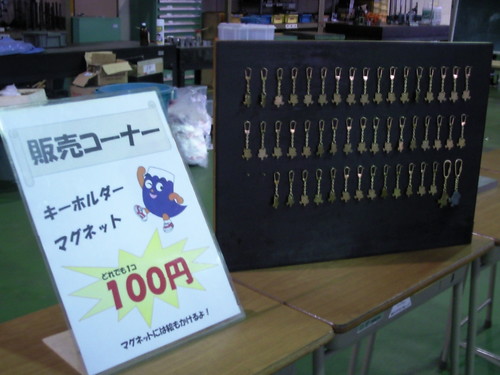 販売コーナー
キーホルダー
マグネット
どれでも1コ
100円
マグネットには絵もかけるよ!